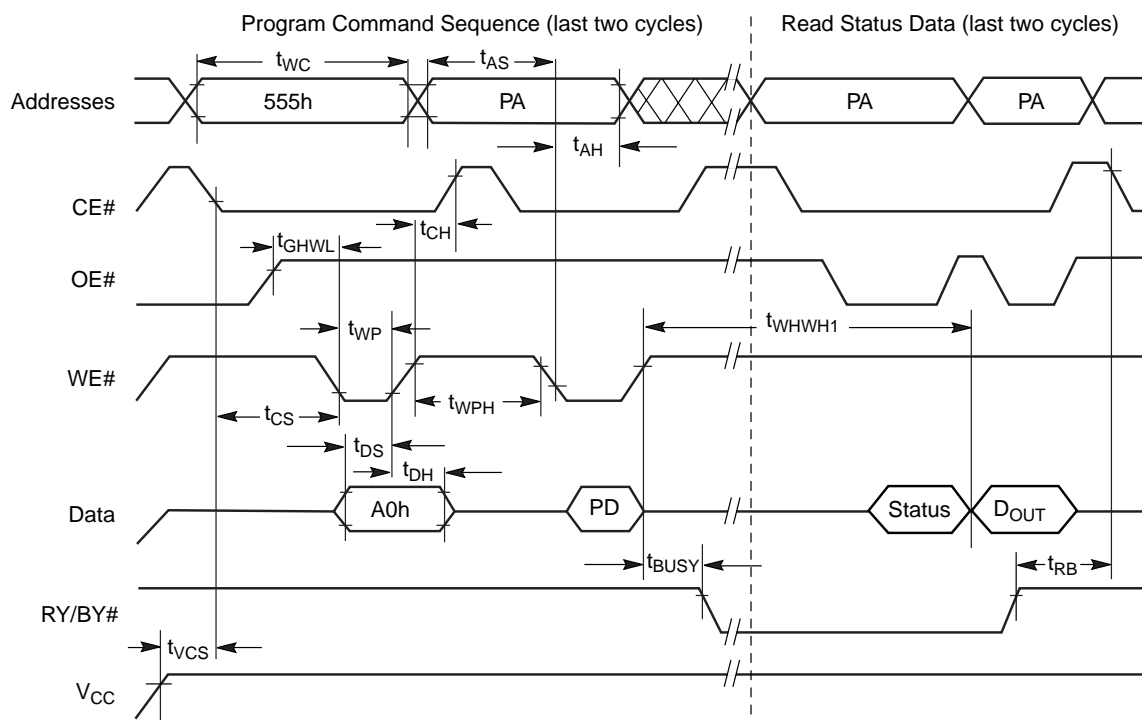 Program Command Sequence (last two cycles) Read Status Data (last two cycles)
tWC tAS
Addresses 555h PA PA PA
tAH
CE#
tCH
tGHWL
OE#
tWP tWHWH1
WE#
tCS tWPH
tDS
tDH
Data A0h PD Status DOUT
tBUSY tRB
RY/BY#
tVCS
VCC